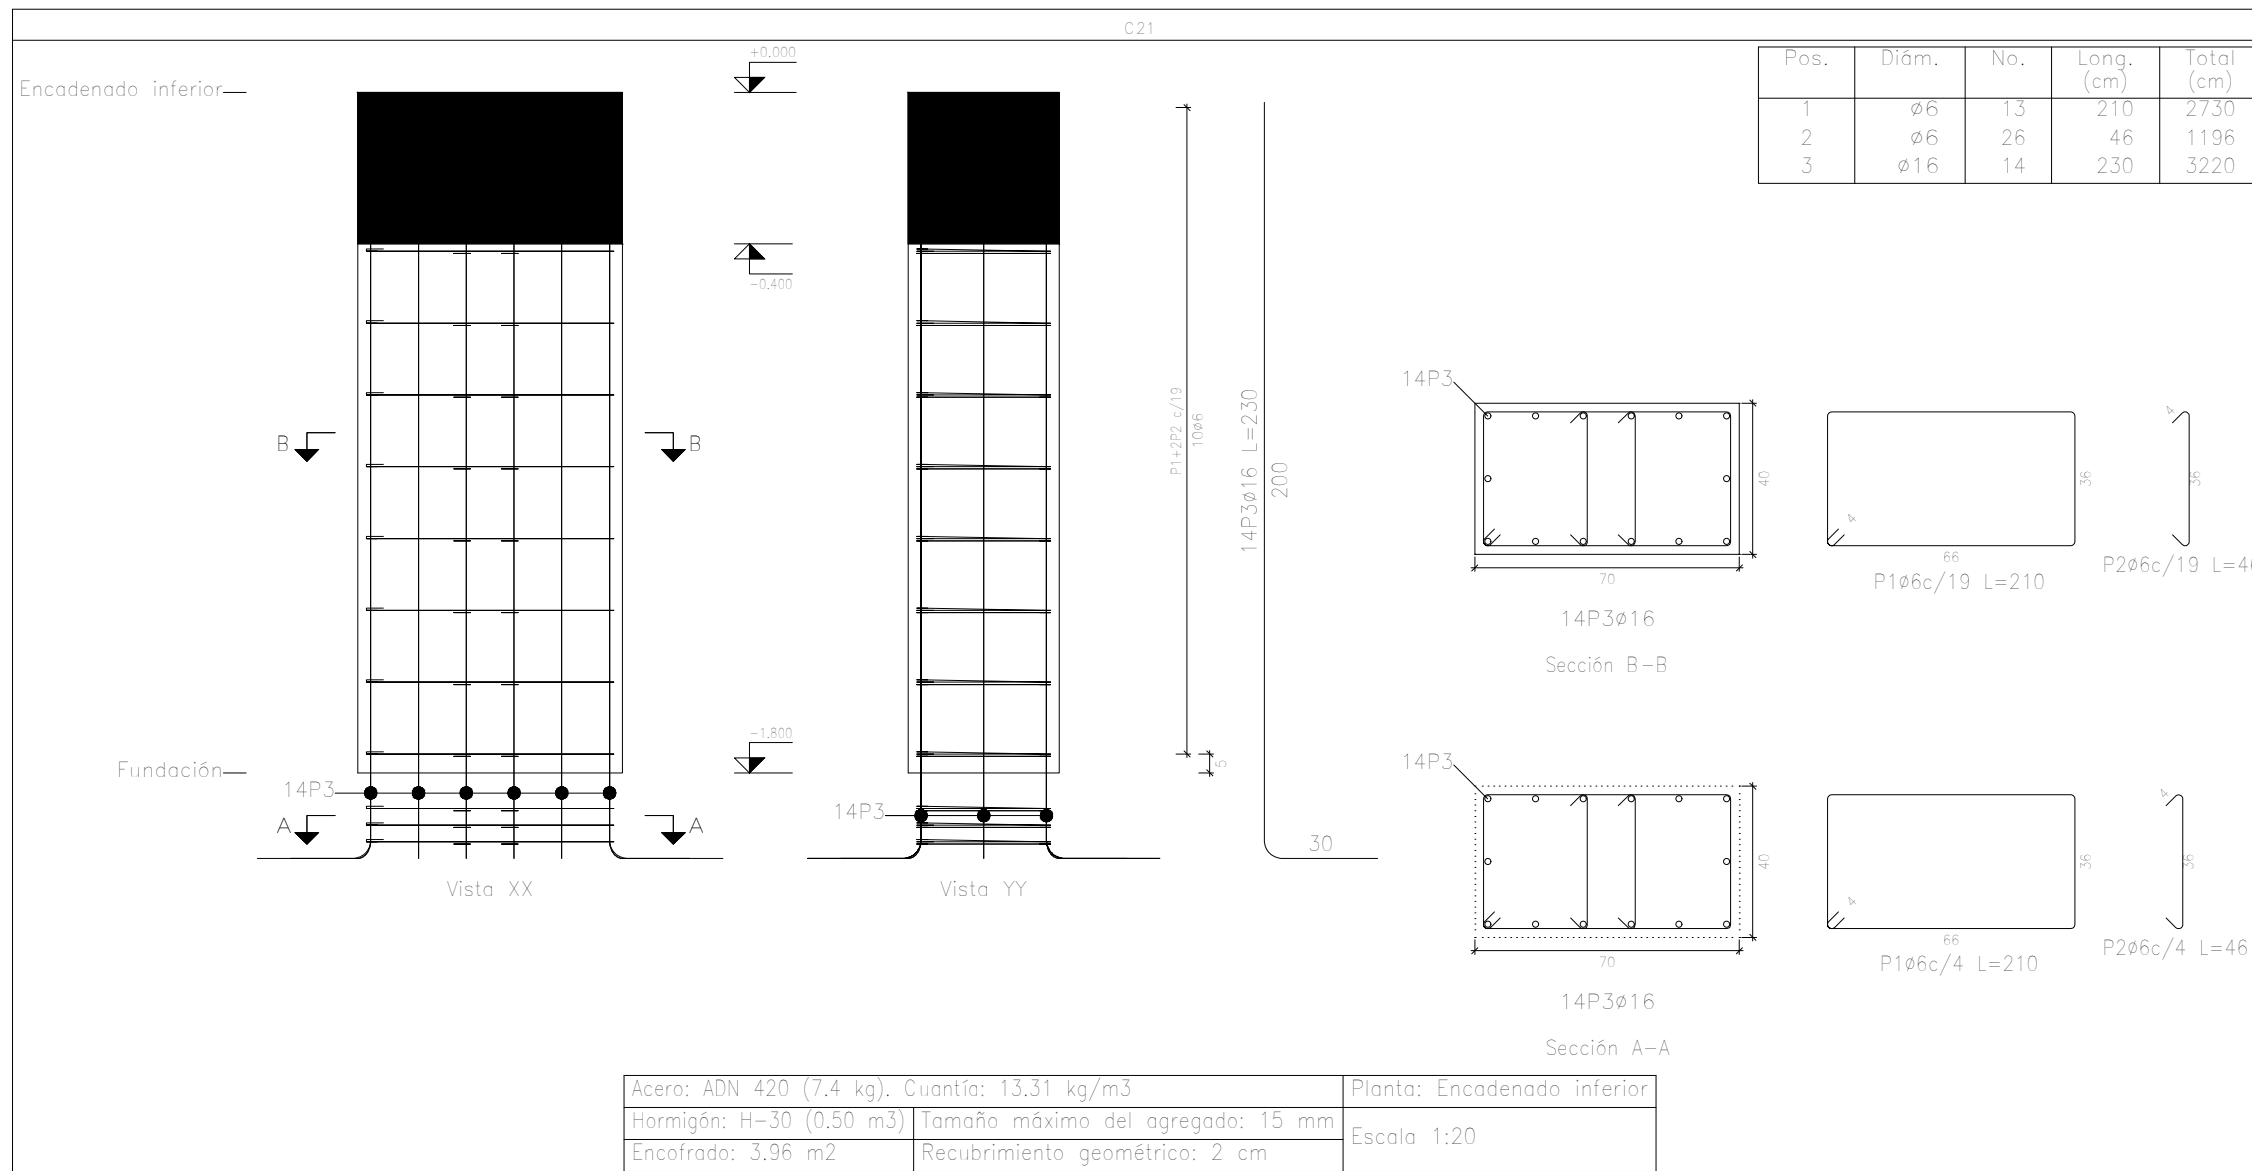 C21
Pos. Diám. No. Long. (cm) Total (cm)
1 ø6 13 210 2730
2 ø6 26 46 1196
3 ø16 14 230 3220
Encadenado inferior
+0.000
-0.400
B B
P1+2P2 c/19
10ø6
14P3ø16 L=230
200
-1.800
Fundación
5
14P3
14P3
A A
30
Vista XX
Vista YY
14P3
40
70
14P3ø16
Sección B-B
4
36
66
P1ø6c/19 L=210
4
36
P2ø6c/19 L=46
14P3
40
70
14P3ø16
Sección A-A
4
36
66
P1ø6c/4 L=210
4
36
P2ø6c/4 L=46
Acero: ADN 420 (7.4 kg). Cuantía: 13.31 kg/m3
Planta: Encadenado inferior
Hormigón: H-30 (0.50 m3)
Tamaño máximo del agregado: 15 mm
Escala 1:20
Encofrado: 3.96 m2
Recubrimiento geométrico: 2 cm